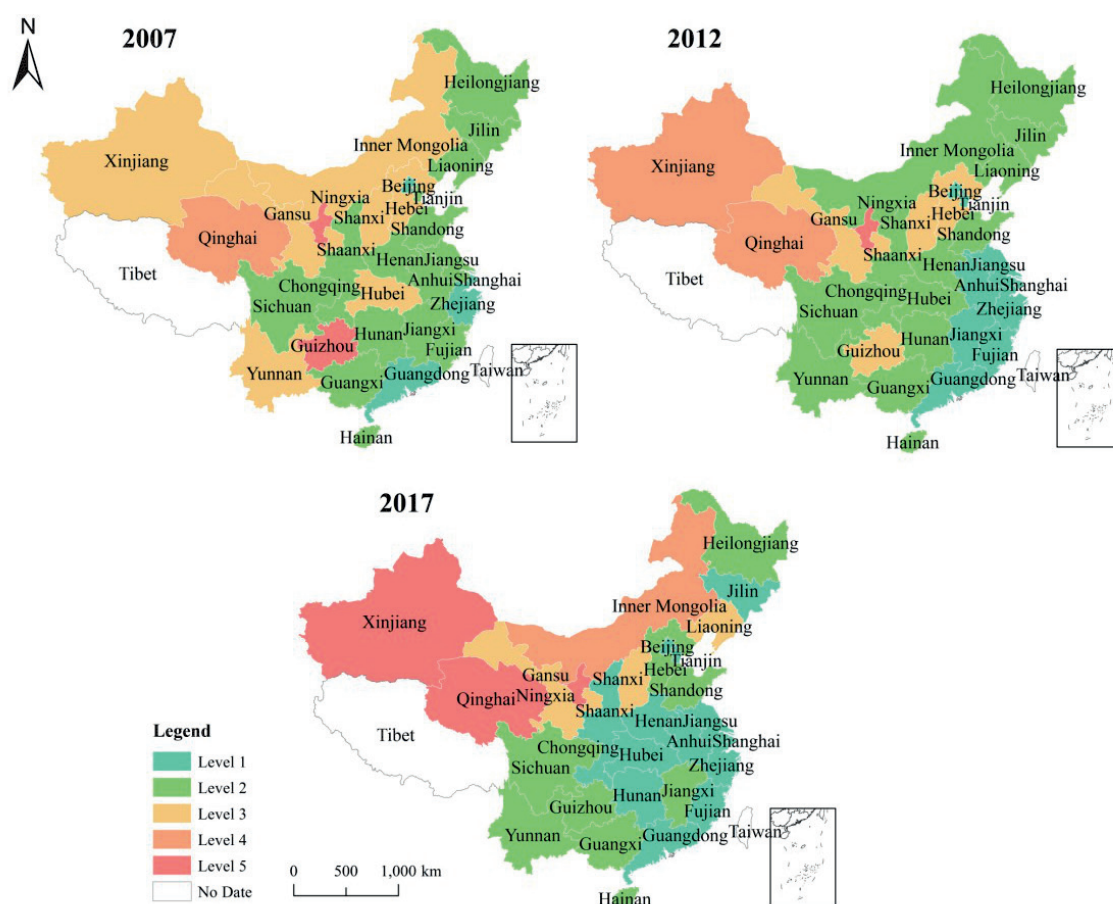 N
2007
Heilongjiang
Jilin
Inner Mongolia
Liaoning
Xinjiang
Beijing
Tianjin
Ningxia
Hebei
Gansu
Shanxi
Shandong
Qinghai
Shaanxi
HenanJiangsu
Tibet
Chongqing
AnhuiShanghai
Hubei
Sichuan
Zhejiang
Hunan
Jiangxi
Guizhou
Fujian
Yunnan
Guangxi
Guangdong
Taiwan
Hainan
2012
Heilongjiang
Jilin
Inner Mongolia
Liaoning
Xinjiang
Beijing
Ningxia
Tianjin
Hebei
Gansu
Shanxi
Shandong
Qinghai
Shaanxi
HenanJiangsu
Tibet
Chongqing
AnhuiShanghai
Hubei
Sichuan
Zhejiang
Hunan
Jiangxi
Guizhou
Fujian
Yunnan
Guangxi
Guangdong
Taiwan
Hainan
2017
Heilongjiang
Jilin
Inner Mongolia
Xinjiang
Liaoning
Beijing
Tianjin
Gansu
Shanxi
Hebei
Qinghai
Ningxia
Shandong
Shaanxi
HenanJiangsu
Tibet
Chongqing
AnhuiShanghai
Hubei
Sichuan
Zhejiang
Hunan
Jiangxi
Guizhou
Fujian
Yunnan
Guangxi
Guangdong
Taiwan
Hainan
Legend
Level 1
Level 2
Level 3
Level 4
Level 5
No Date
0 500 1,000 km